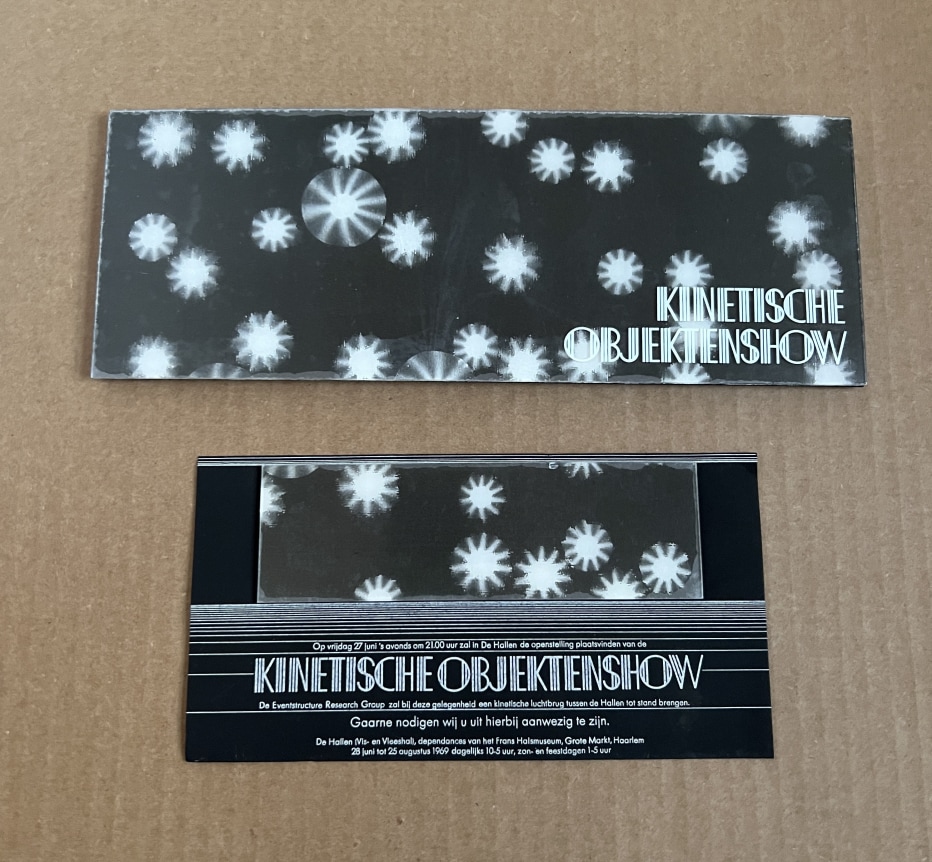 KINETISCHE
OBJEKTENSHOW
Op vrijdag 27 juni 's avonds om 21.00 uur zal in De Hallen de openstelling plaatsvinden van de
KINETISCHE OBJEKTENSHOW
De Eventstructure Research Group zal bij deze gelegenheid een kinetische luchtbrug tussen de Hallen tot stand brengen.
Gaarne nodigen wij u uit hierbij aanwezig te zijn.
De Hallen (Vis- en Vleeshal), dependances van het Frans Halsmuseum, Grote Markt, Haarlem
28 juni tot 25 augustus 1969 dagelijks 10-5 uur, zon- en feestdagen 1-5 uur